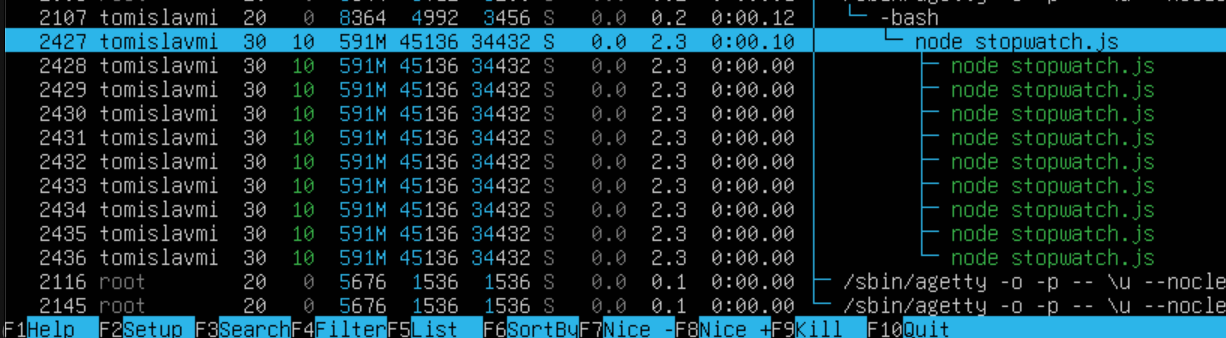 2107 tomislavmi 20 0 8364 4992 3456 S 0.0 0.2 0:00.12 -bash
2427 tomislavmi 30 10 591M 45136 34432 S 0.0 2.3 0:00.10 node stopwatch.js
2428 tomislavmi 30 10 591M 45136 34432 S 0.0 2.3 0:00.00 node stopwatch.js
2429 tomislavmi 30 10 591M 45136 34432 S 0.0 2.3 0:00.00 node stopwatch.js
2430 tomislavmi 30 10 591M 45136 34432 S 0.0 2.3 0:00.00 node stopwatch.js
2431 tomislavmi 30 10 591M 45136 34432 S 0.0 2.3 0:00.00 node stopwatch.js
2432 tomislavmi 30 10 591M 45136 34432 S 0.0 2.3 0:00.00 node stopwatch.js
2433 tomislavmi 30 10 591M 45136 34432 S 0.0 2.3 0:00.00 node stopwatch.js
2434 tomislavmi 30 10 591M 45136 34432 S 0.0 2.3 0:00.00 node stopwatch.js
2435 tomislavmi 30 10 591M 45136 34432 S 0.0 2.3 0:00.00 node stopwatch.js
2436 tomislavmi 30 10 591M 45136 34432 S 0.0 2.3 0:00.00 node stopwatch.js
2116 root 20 0 5676 1536 1536 S 0.0 0.1 0:00.00 /sbin/agetty -o -p -- \u --nocle
2145 root 20 0 5676 1536 1536 S 0.0 0.1 0:00.00 /sbin/agetty -o -p -- \u --nocle
F1Help F2Setup F3SearchF4FilterF5List F6SortByF7Nice -F8Nice +F9Kill F10Quit